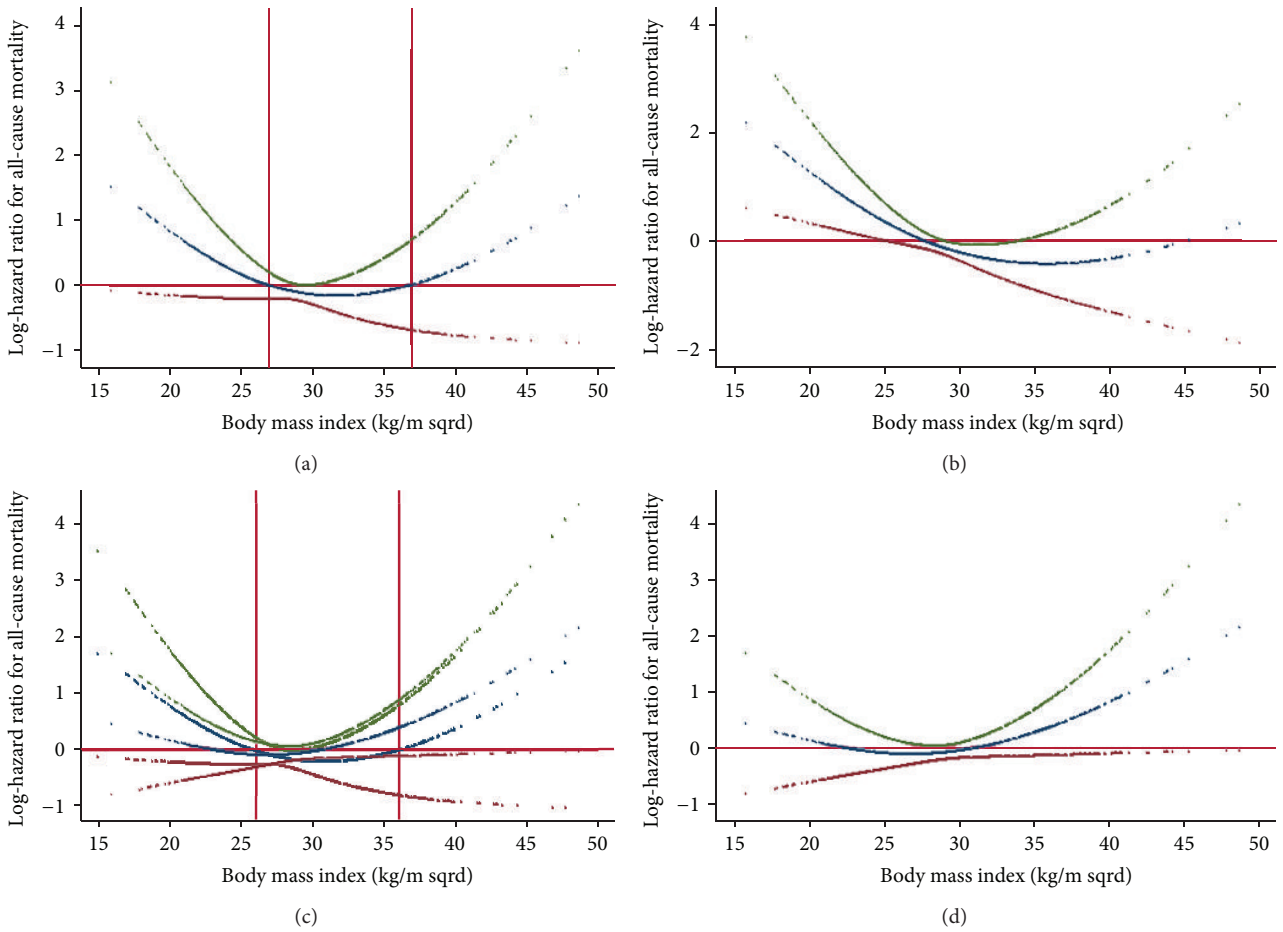 Log-hazard ratio for all-cause mortality
4
3
2
1
0
−1
15 20 25 30 35 40 45 50
Body mass index (kg/m sqrd)
(a)
Log-hazard ratio for all-cause mortality
4
2
0
−2
15 20 25 30 35 40 45 50
Body mass index (kg/m sqrd)
(b)
Log-hazard ratio for all-cause mortality
4
3
2
1
0
−1
15 20 25 30 35 40 45 50
Body mass index (kg/m sqrd)
(c)
Log-hazard ratio for all-cause mortality
4
3
2
1
0
−1
15 20 25 30 35 40 45 50
Body mass index (kg/m sqrd)
(d)